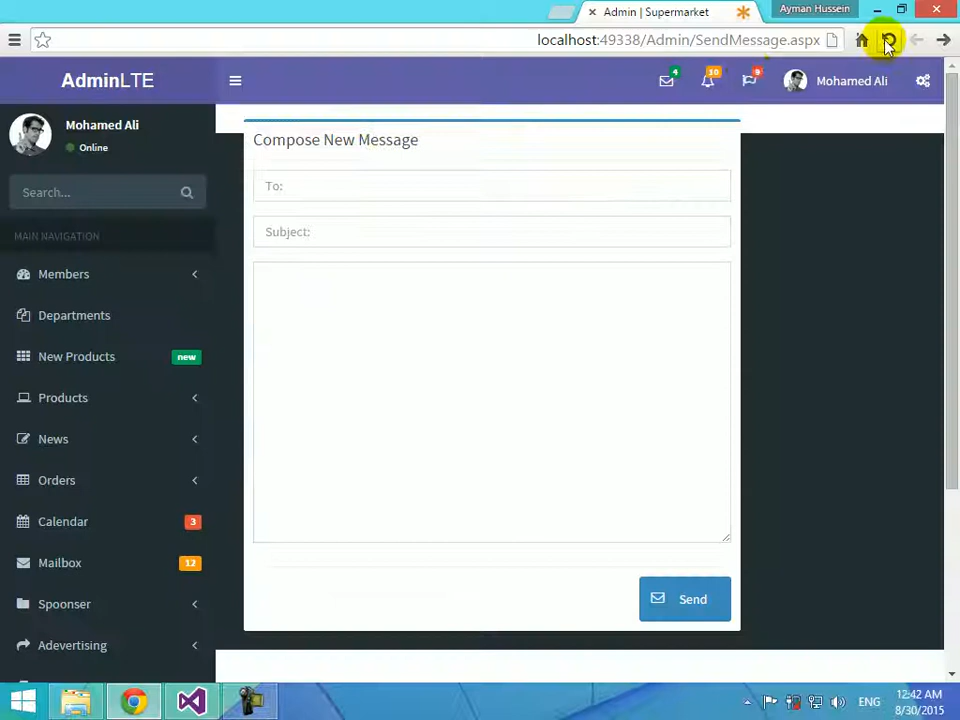 Admin | Supermarket
Ayman Hussein
localhost:49338/Admin/SendMessage.aspx
AdminLTE
4
10
9
Mohamed Ali
Mohamed Ali
Online
Search...
MAIN NAVIGATION
Members
Departments
New Products
new
Products
News
Orders
Calendar
3
Mailbox
12
Spoonser
Adevertising
Compose New Message
To:
Subject:
Send
ENG
12:42 AM
8/30/2015